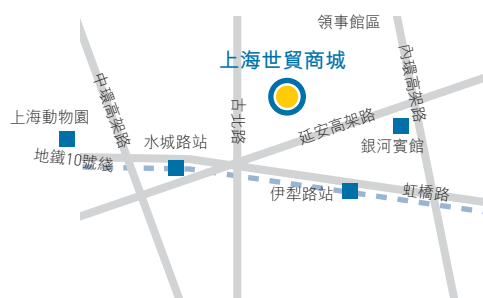 領事館區
上海世貿商城
內環高架路
中環高架路
古北路
延安高架路
上海動物園
水城路站
銀河賓館
地鐵10號綫
伊犁路站
虹橋路